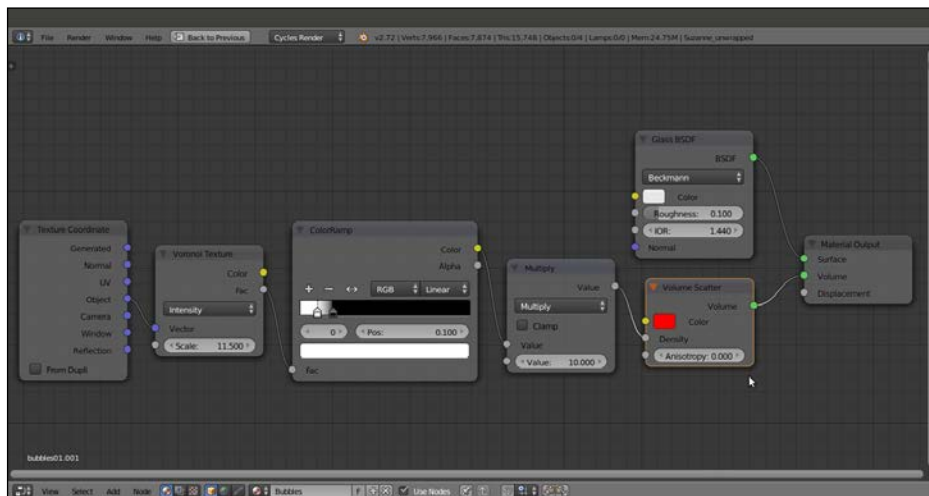 File Render Window Help Back to Previous Cycles Render v2.72 | Verts:7,966 | Faces:7,874 | Tris:15,748 | Objects:0/4 | Lamps:0/0 | Mem:24.75M | Suzanne_unwrapped
Texture Coordinate
Generated
Normal
UV
Object
Camera
Window
Reflection
From Dupli
Voronoi Texture
Color
Fac
Intensity
Vector
Scale: 11.500
ColorRamp
Color
Alpha
RGB Linear
0 Pos: 0.100
Fac
Multiply
Value
Multiply
Clamp
Value
Value: 10.000
Glass BSDF
BSDF
Beckmann
Color
Roughness: 0.100
IOR: 1.440
Normal
Volume Scatter
Volume
Color
Density
Anisotropy: 0.000
Material Output
Surface
Volume
Displacement
bubbles01.001
View Select Add Node Bubbles F Use Nodes